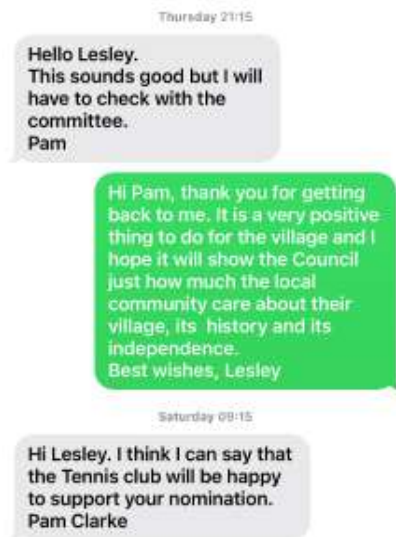 Thursday 21:15
Hello Lesley.
This sounds good but I will
have to check with the
committee.
Pam
Hi Pam, thank you for getting
back to me. It is a very positive
thing to do for the village and I
hope it will show the Council
just how much the local
community care about their
village, its  history and its
independence.
Best wishes, Lesley
Saturday 09:15
Hi Lesley. I think I can say that
the Tennis club will be happy
to support your nomination.
Pam Clarke